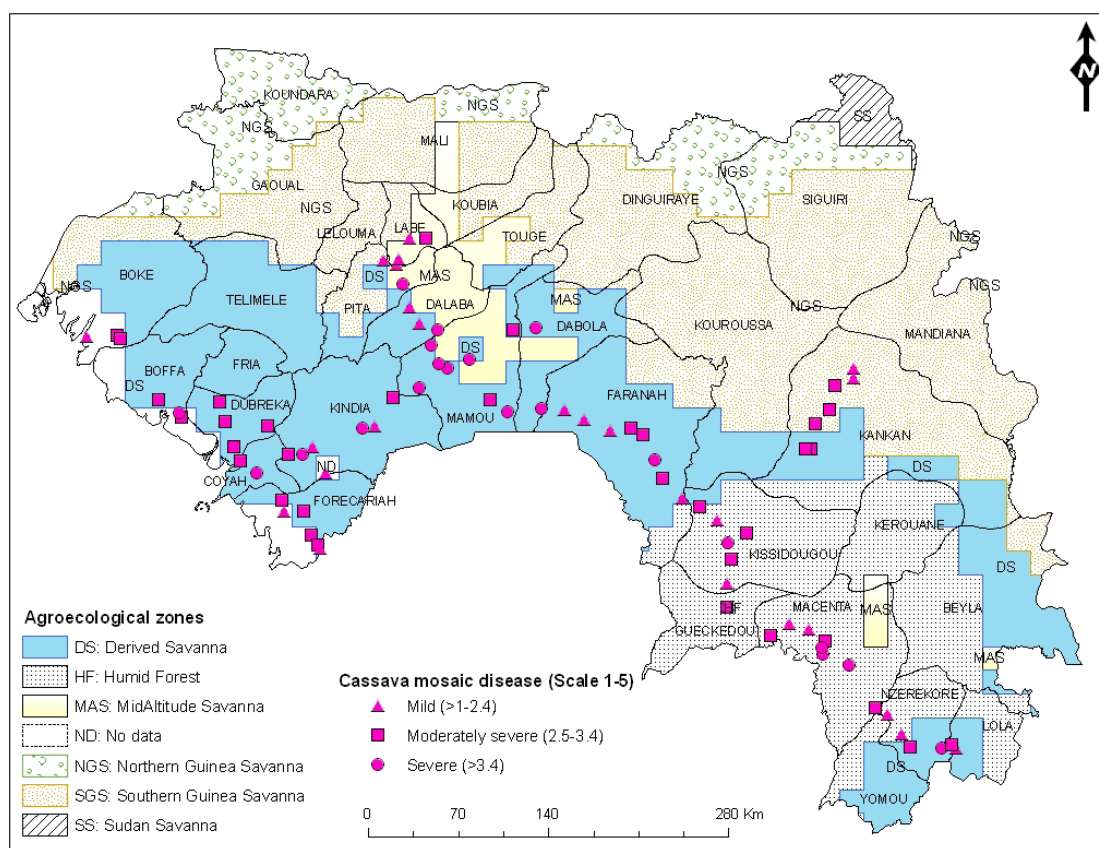 N
KOUNDARA
NGS
SS
NGS
MALI
NGS
GAOUAL
NGS
DINGUIRAYE
SIGUIRI
KOUBIA
LELOUMA
LABE
TOUGE
NGS
BOKE
DS
MAS
NGS
TELIMELE
PITA
DALABA
MAS
NGS
DABOLA
KOUROUSSA
MANDIANA
DS
FRIA
BOFFA
DS
DUBREKA
KINDIA
MAMOU
FARANAH
KANKAN
ND
DS
COYAH
FORECARIAH
KEROUANE
KISSIDOUGOU
DS
HF
MACENTA
MAS
BEYLA
GUECKEDOU
MAS
NZEREKORE
LOLA
DS
YOMOU
Agroecological zones
DS: Derived Savanna
HF: Humid Forest
MAS: MidAltitude Savanna
ND: No data
NGS: Northern Guinea Savanna
SGS: Southern Guinea Savanna
SS: Sudan Savanna
Cassava mosaic disease (Scale 1-5)
Mild (>1-2.4)
Moderately severe (2.5-3.4)
Severe (>3.4)
0 70 140 280 Km